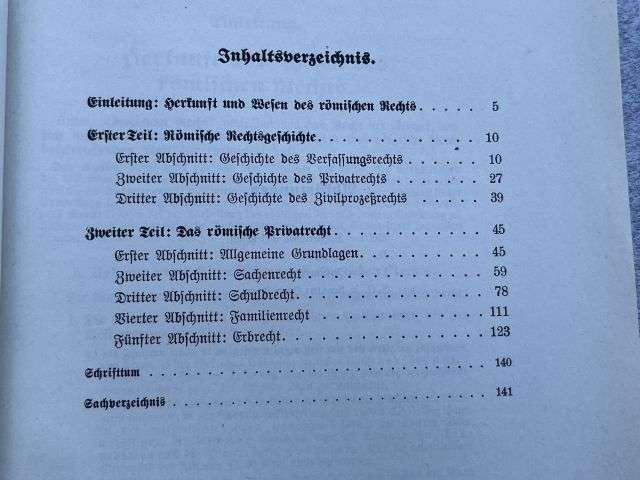 Inhaltsverzeichnis.
Einleitung: Herkunft und Wesen des römischen Rechts . . . . . 5
Erster Teil: Römische Rechtsgeschichte . . . . . . . . . . . . 10
Erster Abschnitt: Geschichte des Verfassungsrechts . . . . . . 10
Zweiter Abschnitt: Geschichte des Privatrechts . . . . . . . 27
Dritter Abschnitt: Geschichte des Zivilprozeßrechts . . . . . 39
Zweiter Teil: Das römische Privatrecht . . . . . . . . . . . . 45
Erster Abschnitt: Allgemeine Grundlagen . . . . . . . . . . 45
Zweiter Abschnitt: Sachenrecht . . . . . . . . . . . . . . 59
Dritter Abschnitt: Schuldrecht . . . . . . . . . . . . . . 78
Vierter Abschnitt: Familienrecht . . . . . . . . . . . . . 111
Fünfter Abschnitt: Erbrecht . . . . . . . . . . . . . . . 123
Schrifttum . . . . . . . . . . . . . . . . . . . . . . . . 140
Sachverzeichnis . . . . . . . . . . . . . . . . . . . . . . 141